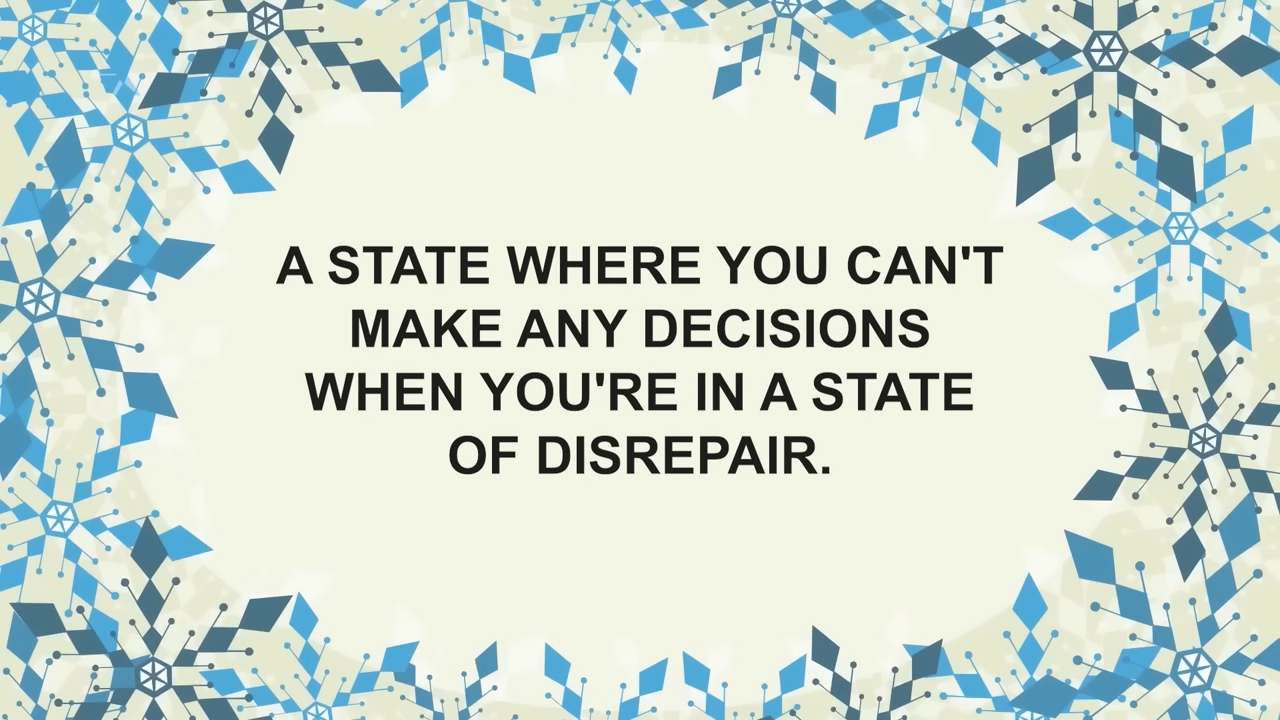 A STATE WHERE YOU CAN'T
MAKE ANY DECISIONS
WHEN YOU'RE IN A STATE
OF DISREPAIR.